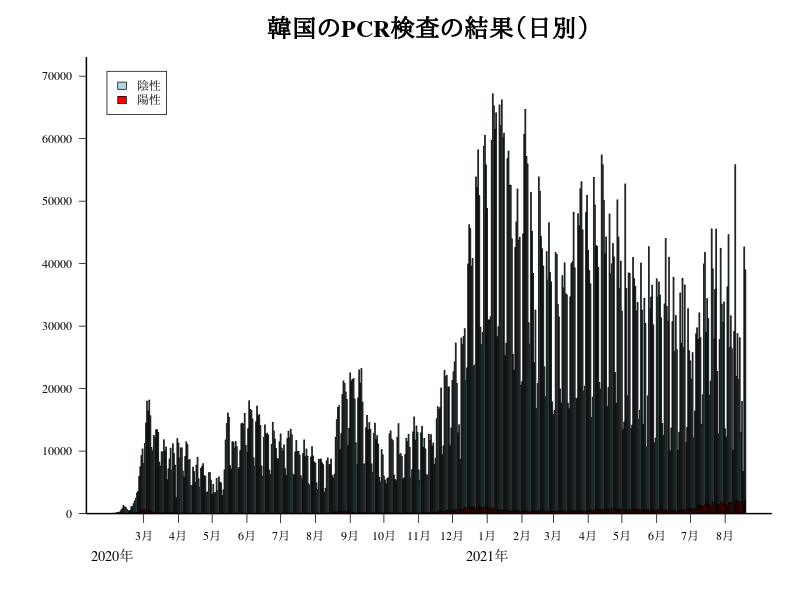 韓国のPCR検査の結果(日別)
70000
60000
50000
40000
30000
20000
10000
0
陰性
陽性
3月 4月 5月 6月 7月 8月 9月 10月 11月 12月 1月 2月 3月 4月 5月 6月 7月 8月
2020年 2021年